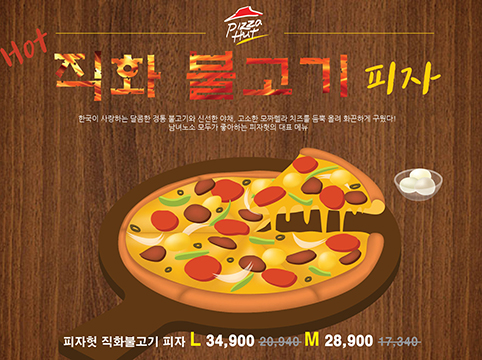 Pizza Hut
Hot
직화 불고기 피자
한국이 사랑하는 달콤한 정통 불고기와 신선한 야채, 고소한 모짜렐라 치즈를 듬뿍 올려 화끈하게 구웠다!
남녀노소 모두가 좋아하는 피자헛의 대표 메뉴
피자헛 직화불고기 피자 L 34,900 20,940 M 28,900 17,340